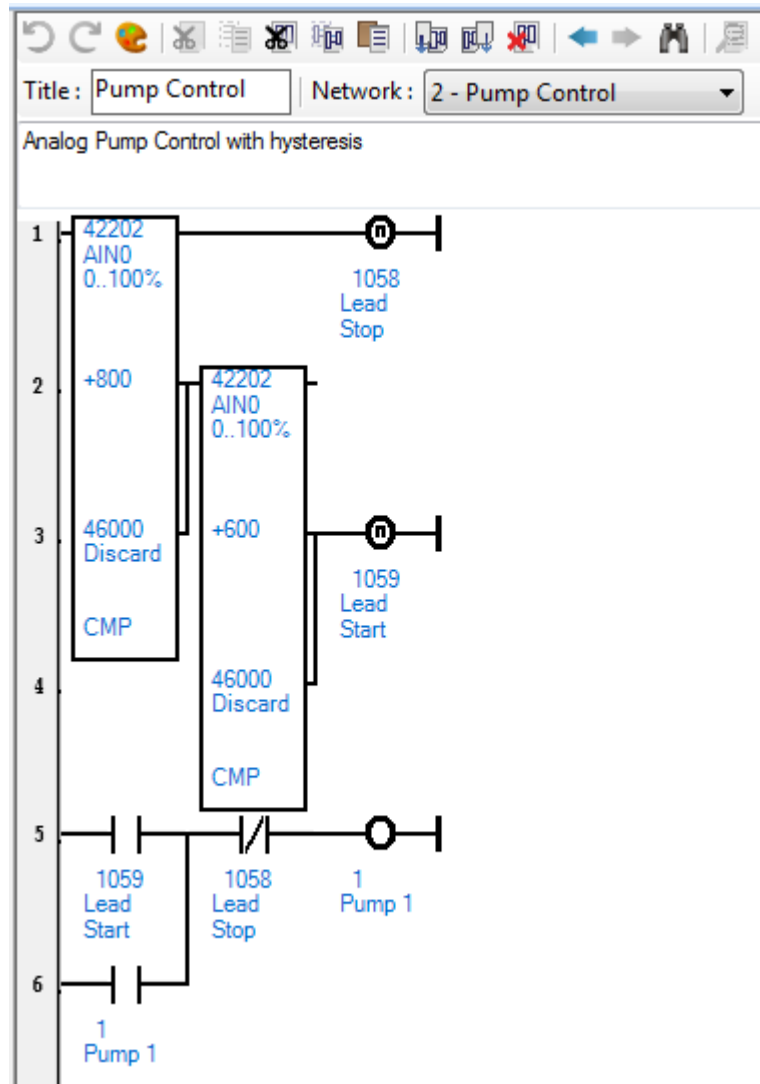 Title : Pump Control Network : 2 - Pump Control
Analog Pump Control with hysteresis
1 42202
AIN0
0..100%
n
1058
Lead
Stop
2 +800 42202
AIN0
0..100%
3 46000
Discard
+600
n
1059
Lead
Start
CMP
4 46000
Discard
CMP
5
1059
Lead
Start
1058
Lead
Stop
1
Pump 1
6
1
Pump 1